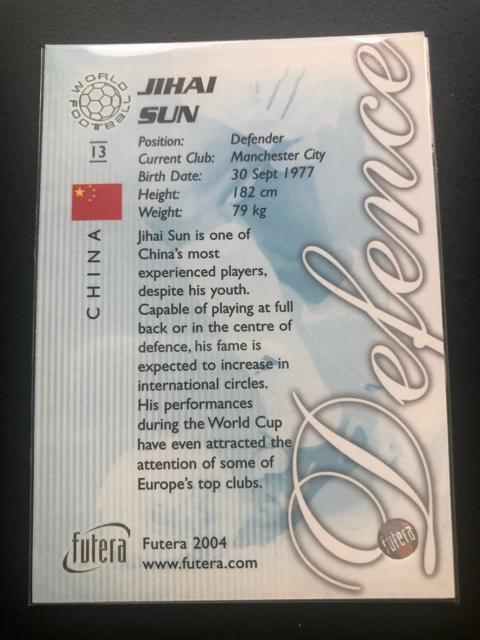 WORLD FOOTBALL
JIHAI
SUN
13
Position: Defender
Current Club: Manchester City
Birth Date: 30 Sept 1977
Height: 182 cm
Weight: 79 kg
CHINA
Jihai Sun is one of
China's most
experienced players,
despite his youth.
Capable of playing at full
back or in the centre of
defence, his fame is
expected to increase in
international circles.
His performances
during the World Cup
have even attracted the
attention of some of
Europe's top clubs.
Defence
futera
Futera 2004
www.futera.com
futera